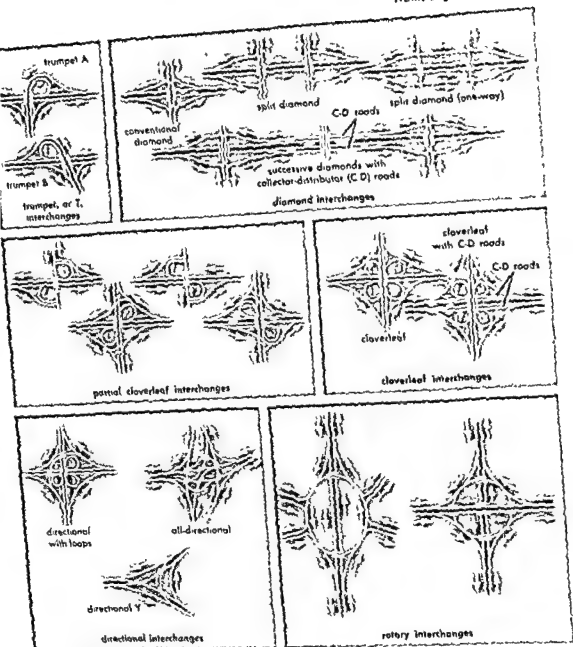 trumpet A
trumpet B
trumpet, or T,
interchanges
conventional
diamond
split diamond
split diamond (one-way)
C-D roads
successive diamonds with
collector-distributor (C D) roads
diamond interchanges
partial cloverleaf interchanges
cloverleaf
with C-D roads
C-D roads
cloverleaf
cloverleaf interchanges
directional
with loops
all-directional
directional Y
directional interchanges
rotary interchanges